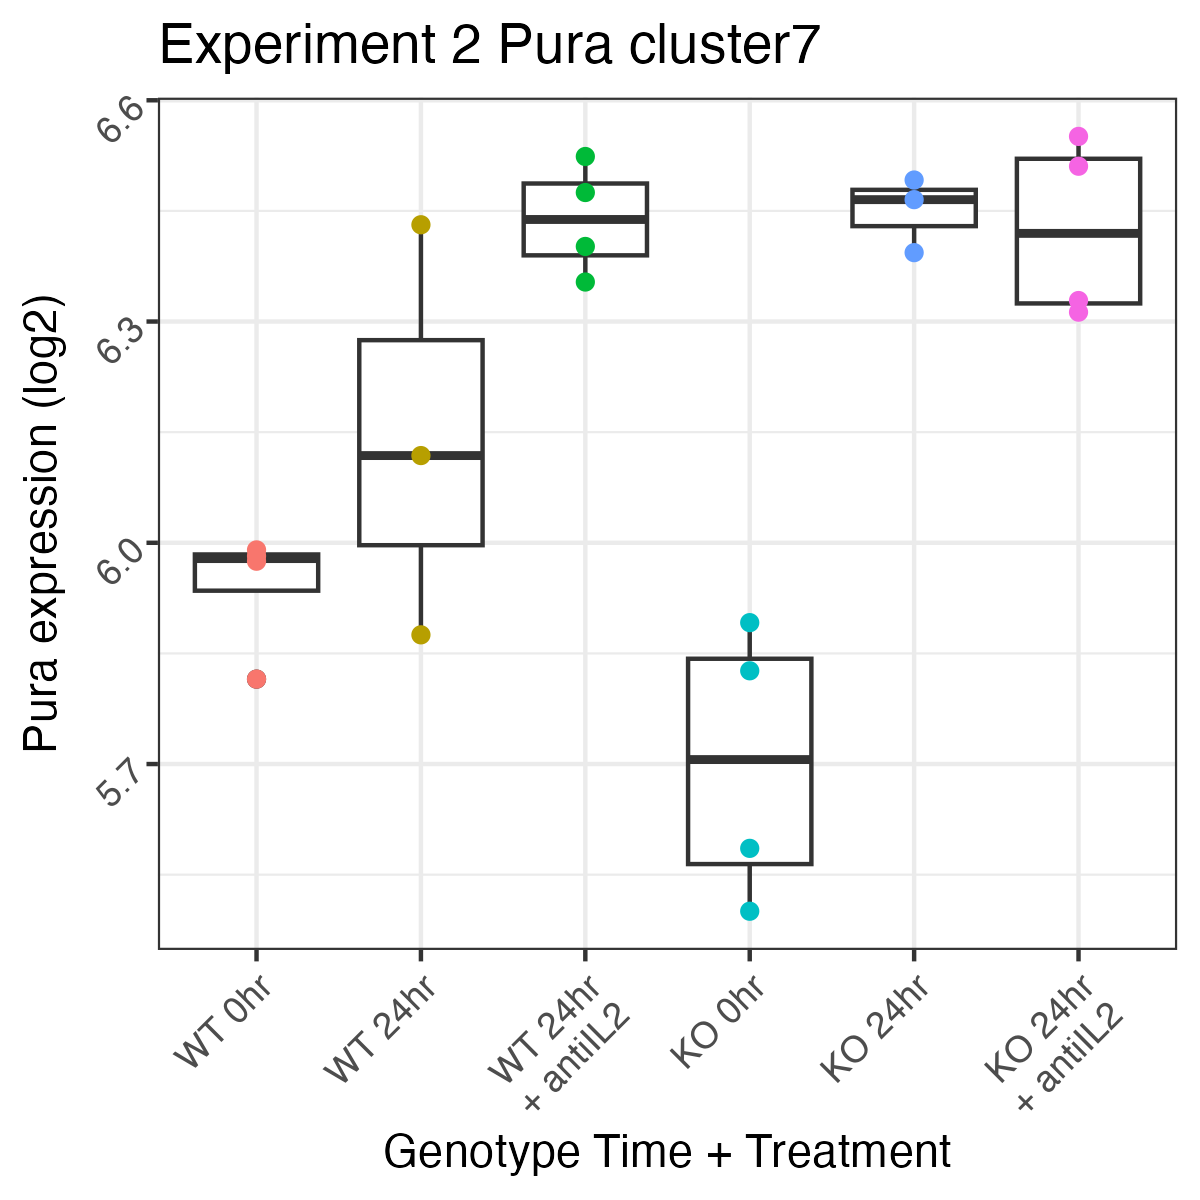 Experiment 2 Pura cluster7
Pura expression (log2)
6.6
6.3
6.0
5.7
WT 0hr
WT 24hr
WT 24hr
+ antiIL2
KO 0hr
KO 24hr
KO 24hr
+ antiIL2
Genotype Time + Treatment